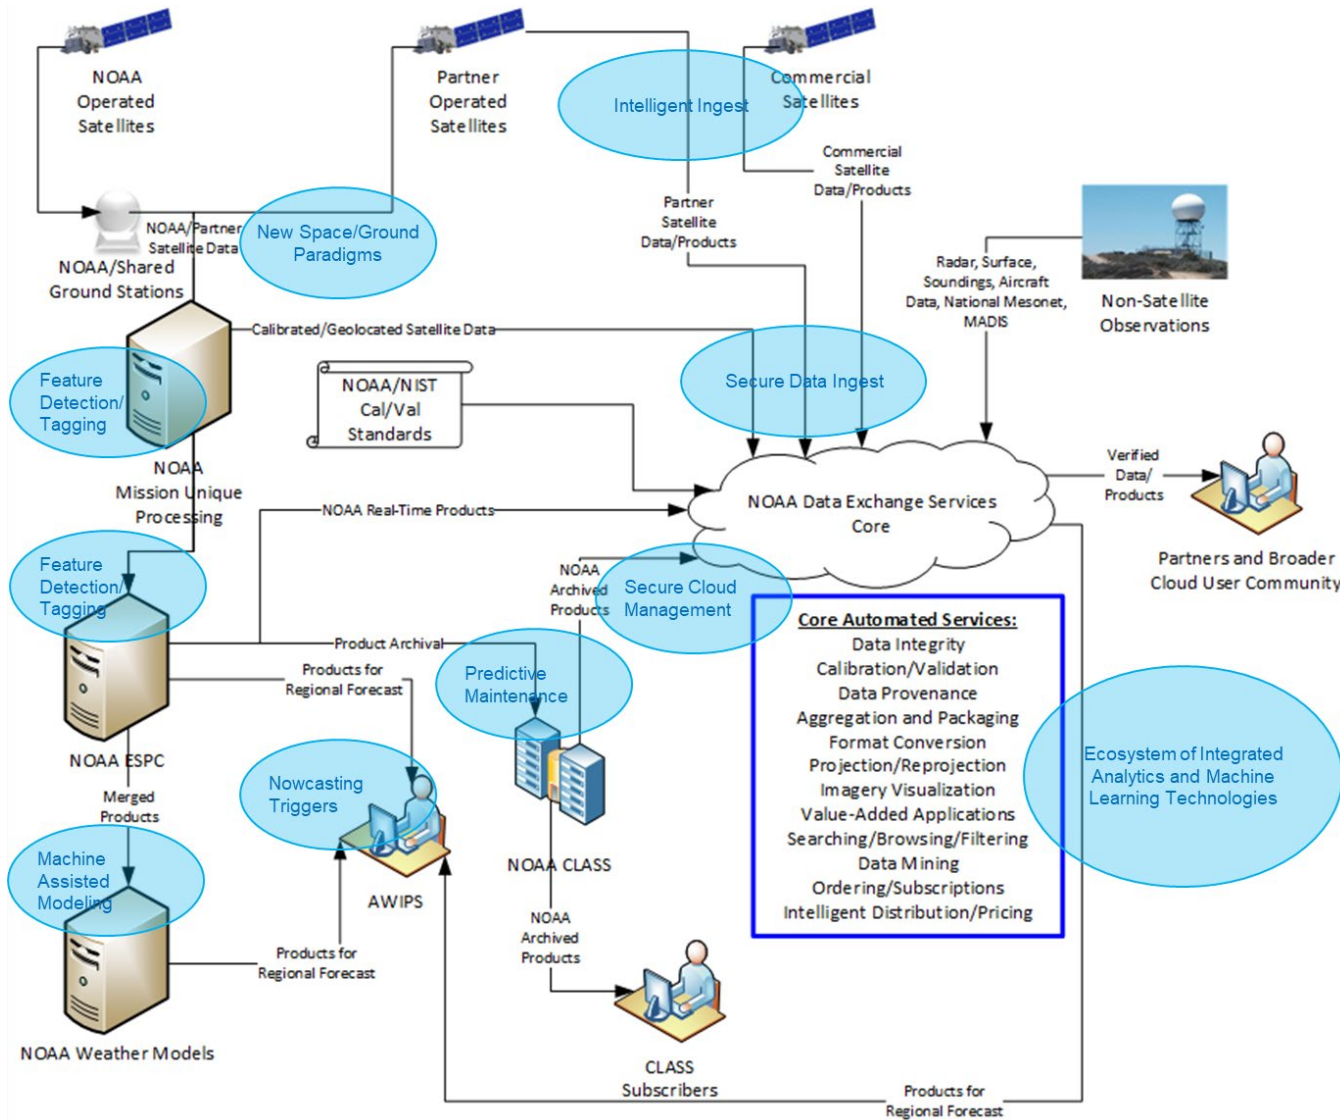 NOAA
Operated
Satellites
Partner
Operated
Satellites
Intelligent Ingest
Commercial
Satellites
Commercial
Satellite
Data/Products
Partner
Satellite
Data/Products
NOAA/Partner
Satellite Data
New Space/Ground
Paradigms
NOAA/Shared
Ground Stations
Radar, Surface,
Soundings, Aircraft
Data, National Mesonet,
MADIS
Non-Satellite
Observations
Calibrated/Geolocated Satellite Data
Feature
Detection/
Tagging
NOAA/NIST
Cal/Val
Standards
Secure Data Ingest
NOAA
Mission Unique
Processing
NOAA Real-Time Products
NOAA Data Exchange Services
Core
Verified
Data/
Products
Partners and Broader
Cloud User Community
Feature
Detection/
Tagging
NOAA
Archived
Products
Secure Cloud
Management
Product Archival
Products for
Regional Forecast
Predictive
Maintenance
NOAA ESPC
Core Automated Services:
Data Integrity
Calibration/Validation
Data Provenance
Aggregation and Packaging
Format Conversion
Projection/Reprojection
Imagery Visualization
Value-Added Applications
Searching/Browsing/Filtering
Data Mining
Ordering/Subscriptions
Intelligent Distribution/Pricing
Ecosystem of Integrated
Analytics and Machine
Learning Technologies
Merged
Products
Nowcasting
Triggers
NOAA CLASS
Machine
Assisted
Modeling
AWIPS
NOAA
Archived
Products
Products for
Regional Forecast
NOAA Weather Models
CLASS
Subscribers
Products for
Regional Forecast